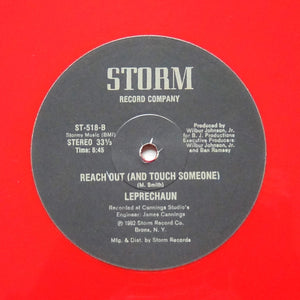 STORM
RECORD COMPANY
ST-518-B
Stormy Music (BMI)
STEREO 33⅓
Time: 6:45
Produced by
Wilbur Johnson, Jr.
for B. J. Productions
Executive Producers:
Wilbur Johnson, Jr.
and Ben Ramsey
REACH OUT (AND TOUCH SOMEONE)
(M. Smith)
LEPRECHAUN
Recorded at Cannings Studio's
Engineer: James Cannings
℗ 1982 Storm Record Co.
Bronx, N. Y.
Mfg. & Dist. by Storm Records